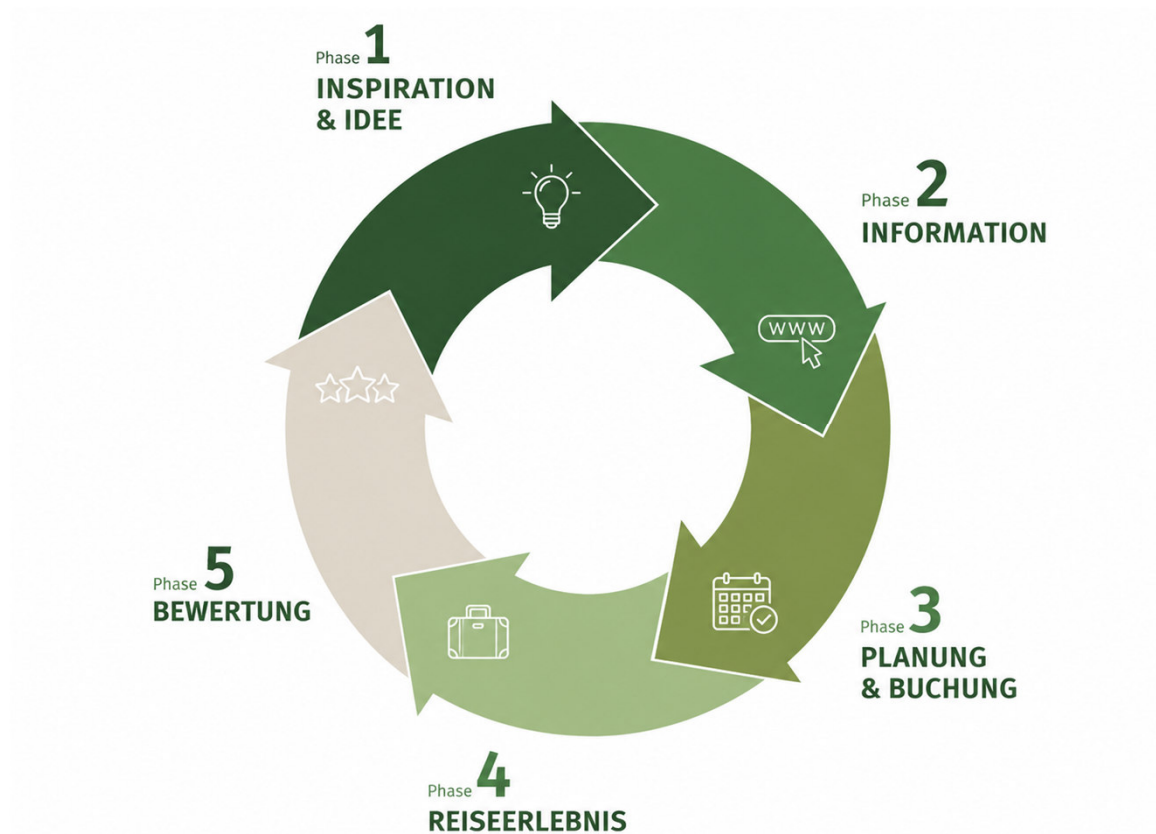 Phase 1
INSPIRATION
& IDEE
Phase 2
INFORMATION
WWW
Phase 3
PLANUNG
& BUCHUNG
Phase 4
REISEERLEBNIS
Phase 5
BEWERTUNG